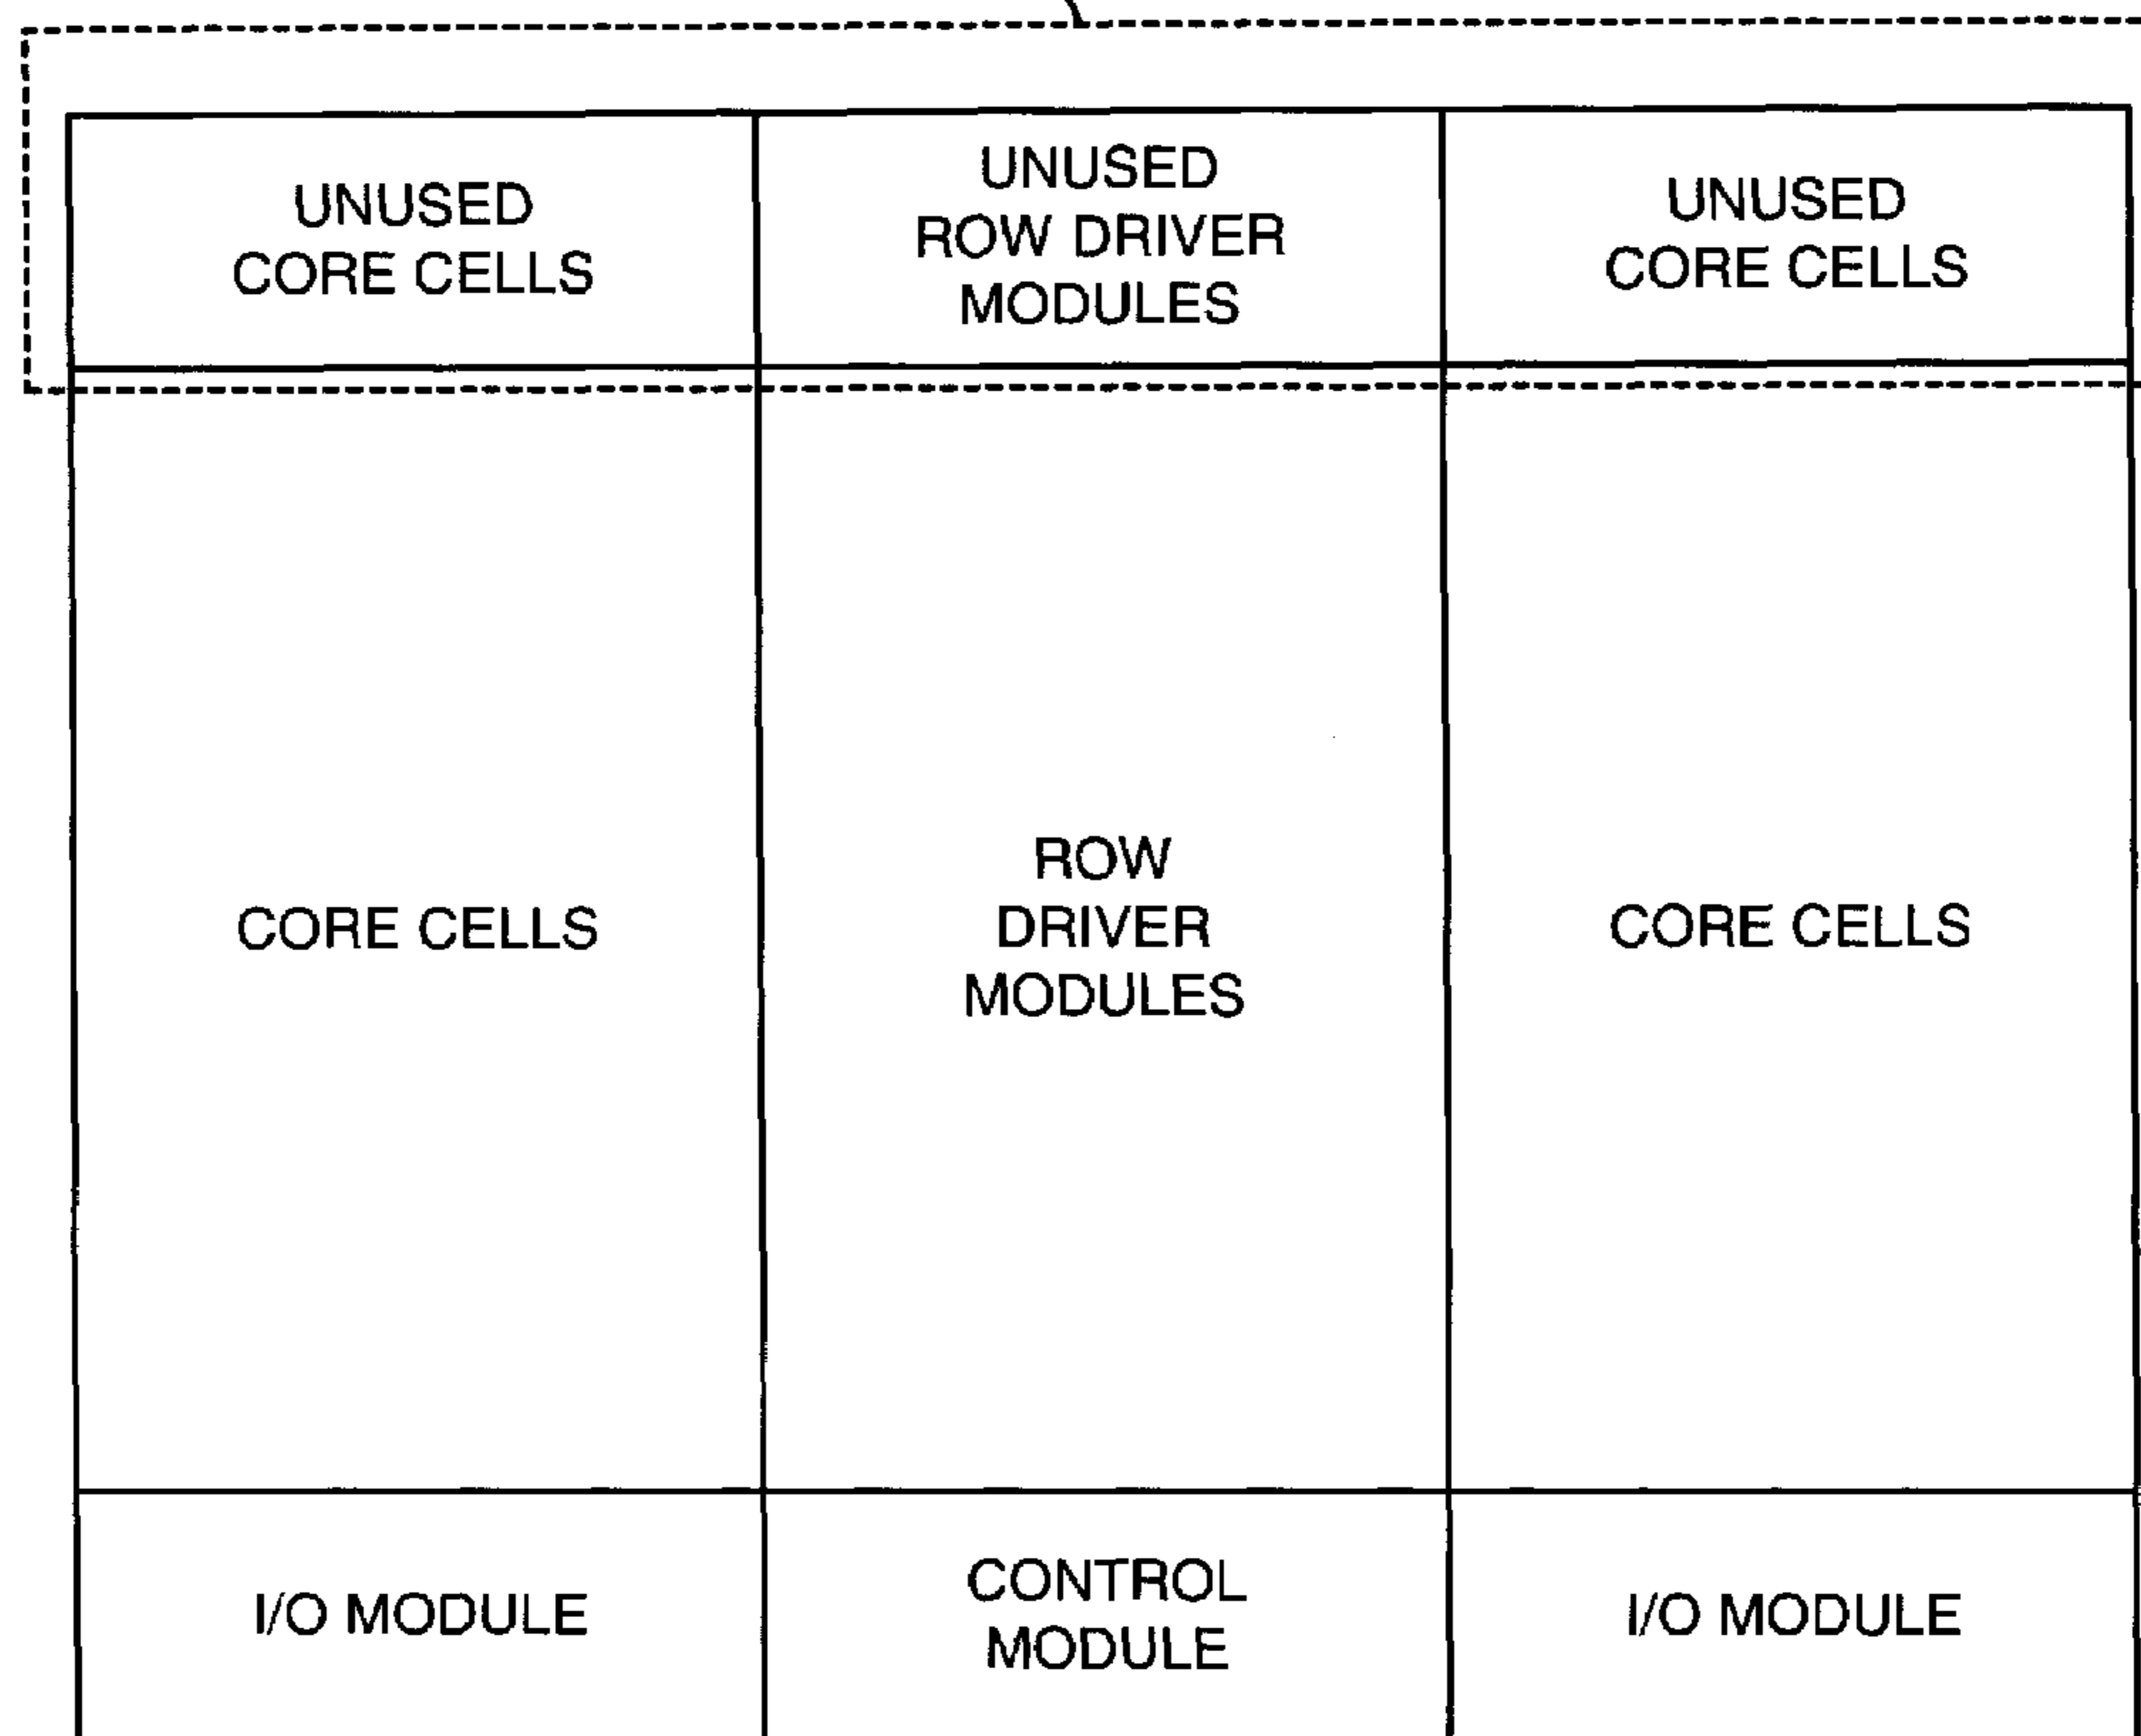 UNUSED
CORE CELLS
UNUSED
ROW DRIVER
MODULES
UNUSED
CORE CELLS
CORE CELLS
ROW
DRIVER
MODULES
CORE CELLS
I/O MODULE
CONTROL
MODULE
I/O MODULE